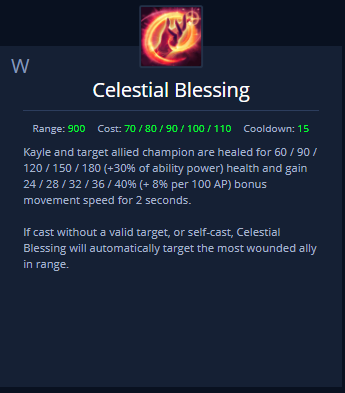 W
Celestial Blessing
Range: 900 Cost: 70 / 80 / 90 / 100 / 110 Cooldown: 15
Kayle and target allied champion are healed for 60 / 90 /
120 / 150 / 180 (+30% of ability power) health and gain
24 / 28 / 32 / 36 / 40% (+ 8% per 100 AP) bonus
movement speed for 2 seconds.
If cast without a valid target, or self-cast, Celestial
Blessing will automatically target the most wounded ally
in range.